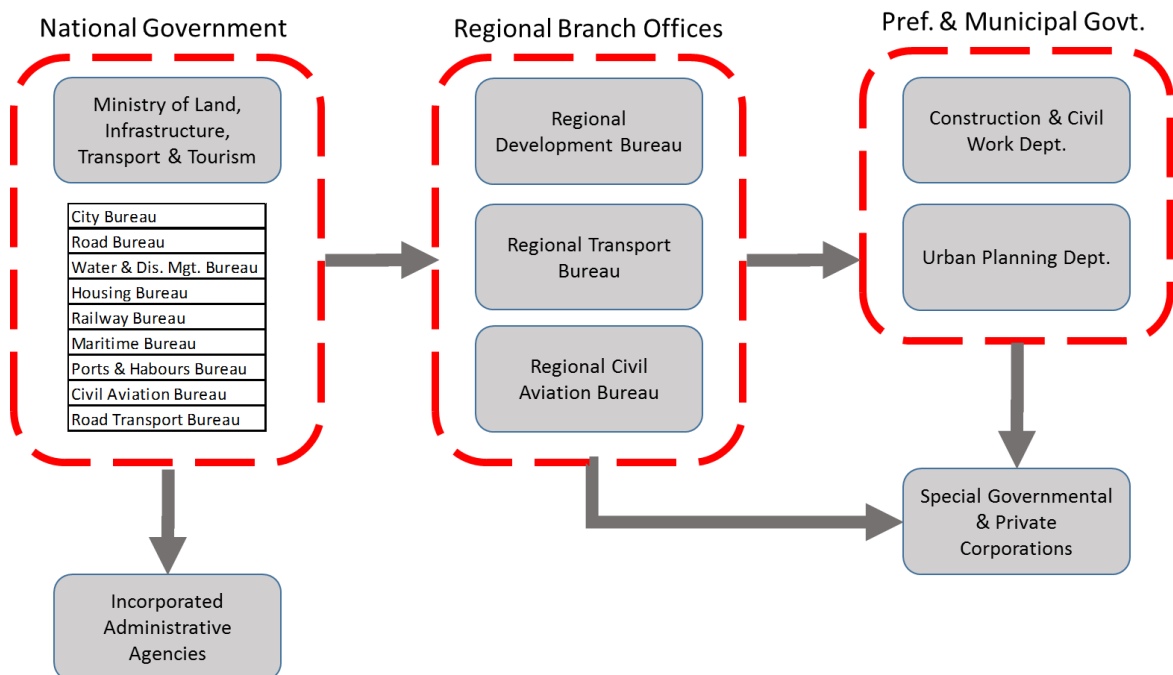 National Government
Ministry of Land,
Infrastructure,
Transport & Tourism
City Bureau
Road Bureau
Water & Dis. Mgt. Bureau
Housing Bureau
Railway Bureau
Maritime Bureau
Ports & Habours Bureau
Civil Aviation Bureau
Road Transport Bureau
Incorporated
Administrative
Agencies
Regional Branch Offices
Regional
Development Bureau
Regional Transport
Bureau
Regional Civil
Aviation Bureau
Pref. & Municipal Govt.
Construction & Civil
Work Dept.
Urban Planning Dept.
Special Governmental
& Private
Corporations